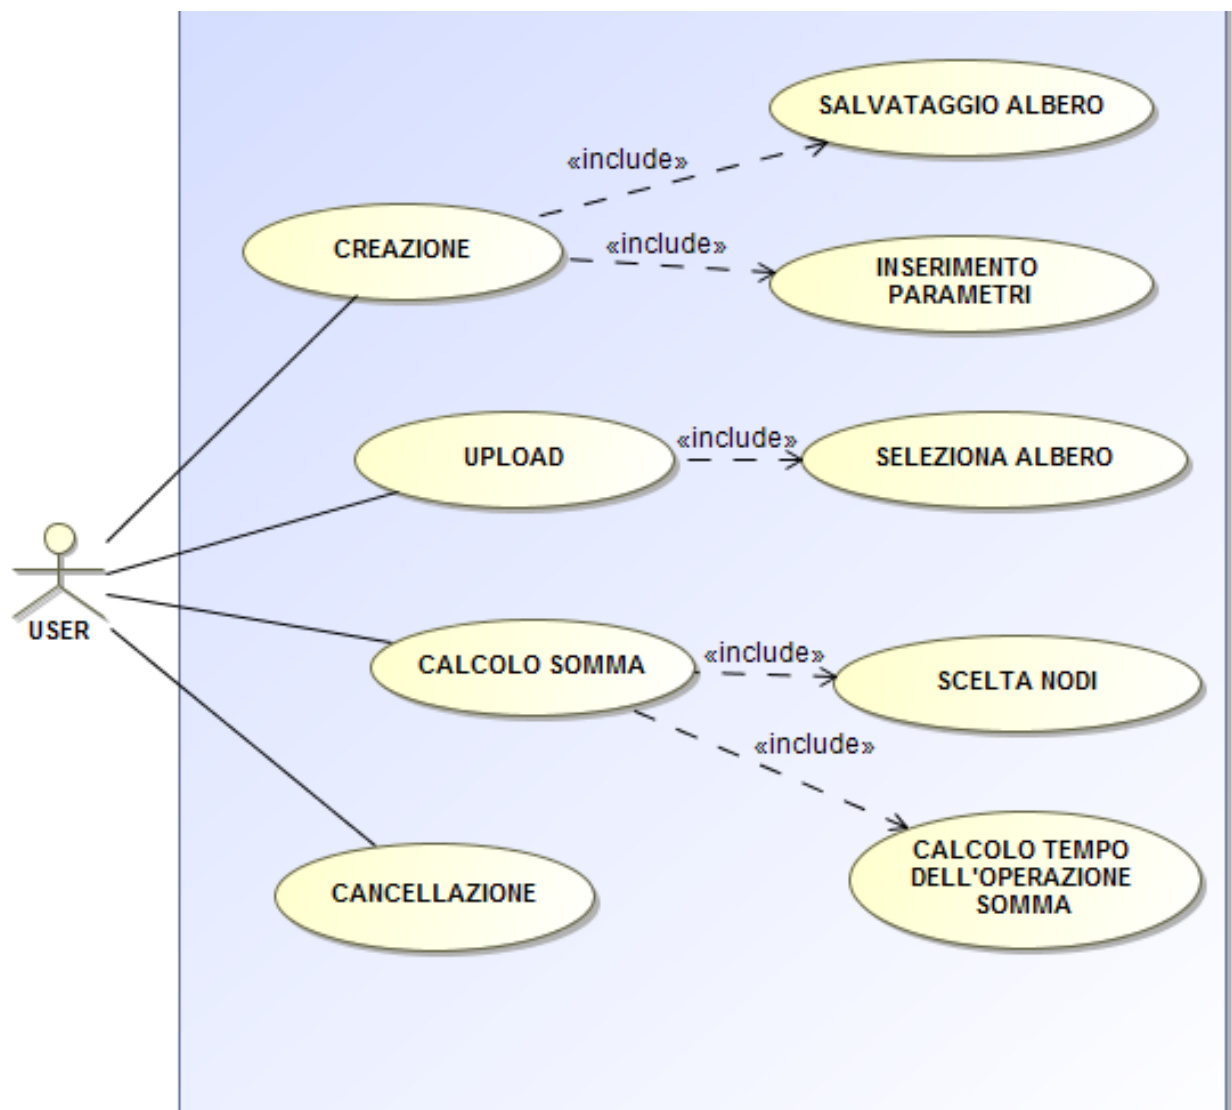 SALVATAGGIO ALBERO
«include»
CREAZIONE
«include»
INSERIMENTO
PARAMETRI
UPLOAD
«include»
SELEZIONA ALBERO
USER
CALCOLO SOMMA
«include»
SCELTA NODI
«include»
CALCOLO TEMPO
DELL'OPERAZIONE
SOMMA
CANCELLAZIONE